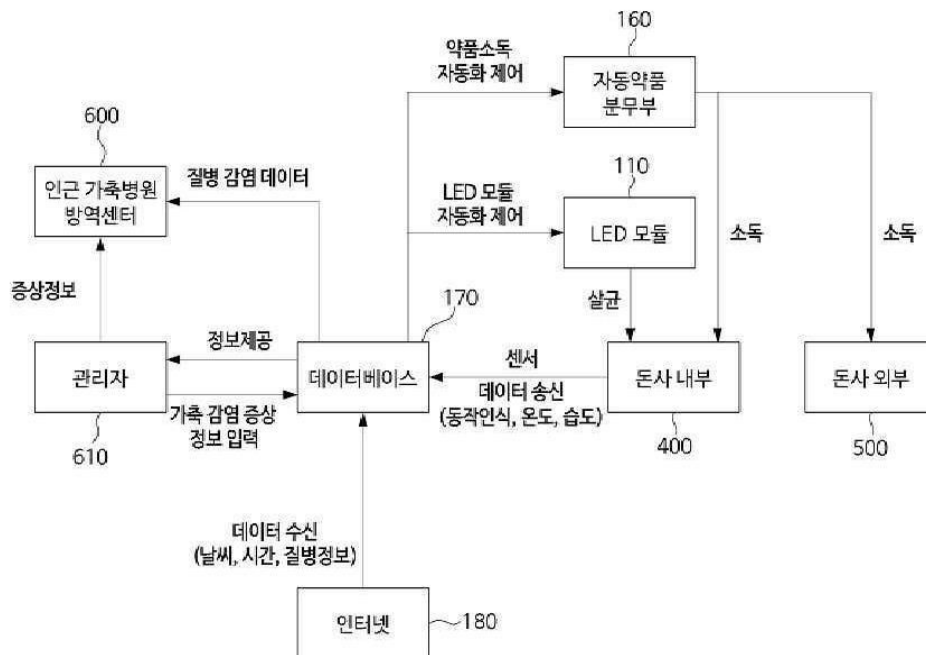 160
약품소독
자동화 제어
자동약품
분무부
600
인근 가축병원
방역센터
질병 감염 데이터
110
LED 모듈
자동화 제어
LED 모듈
소독
소독
증상정보
살균
170
정보제공
센서
관리자
데이터베이스
돈사 내부
돈사 외부
데이터 송신
(동작인식, 온도, 습도)
가축 감염 증상
정보 입력
610
400
500
데이터 수신
(날씨, 시간, 질병정보)
인터넷
180